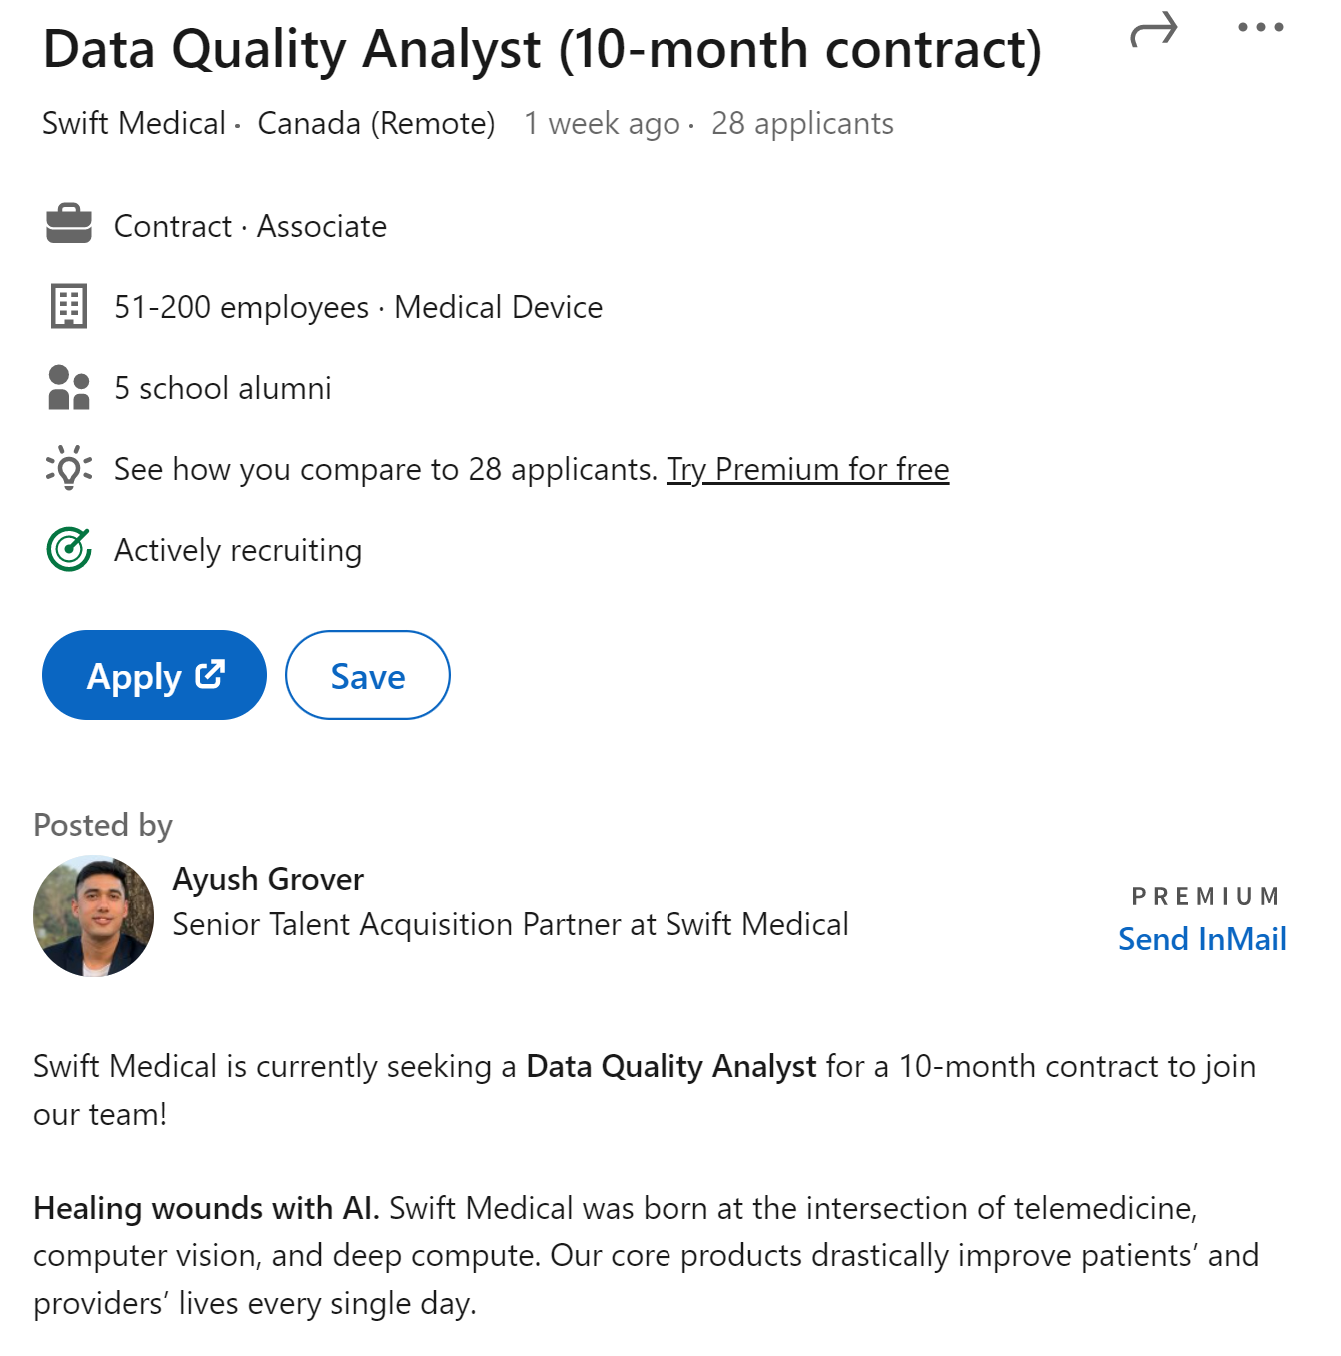 Data Quality Analyst (10-month contract)
Swift Medical · Canada (Remote) 1 week ago · 28 applicants
Contract · Associate
51-200 employees · Medical Device
5 school alumni
See how you compare to 28 applicants. Try Premium for free
Actively recruiting
Apply
Save
Posted by
Ayush Grover
Senior Talent Acquisition Partner at Swift Medical
PREMIUM
Send InMail
Swift Medical is currently seeking a Data Quality Analyst for a 10-month contract to join
our team!
Healing wounds with AI. Swift Medical was born at the intersection of telemedicine,
computer vision, and deep compute. Our core products drastically improve patients’ and
providers’ lives every single day.